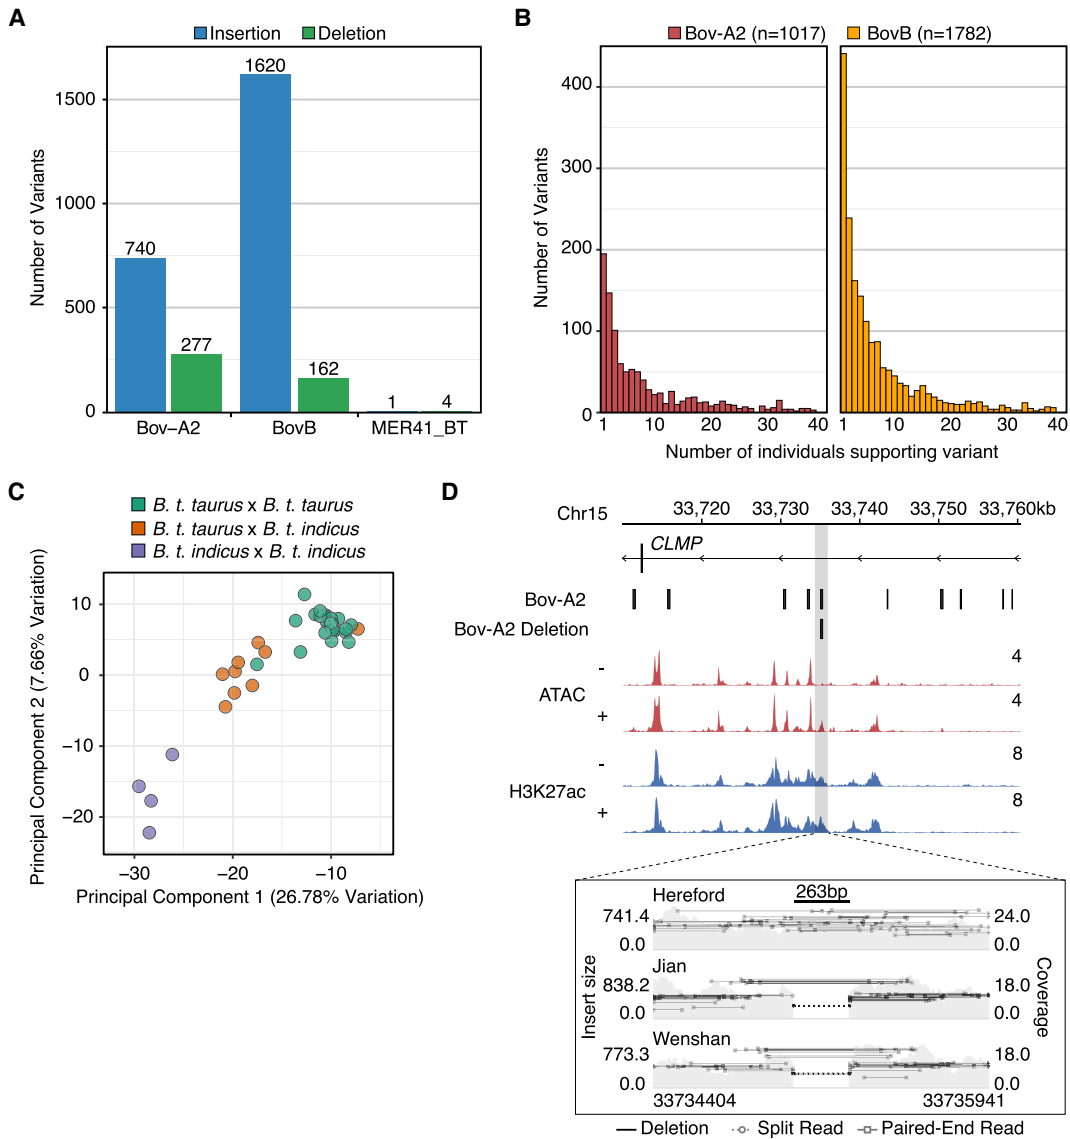 A
Insertion Deletion
Number of Variants
1500
1000
500
0
740
277
1620
162
1
4
Bov–A2 BovB MER41_BT
B
Bov-A2 (n=1017) BovB (n=1782)
Number of Variants
400
300
200
100
0
1 10 20 30 40 1 10 20 30 40
Number of individuals supporting variant
C
B. t. taurus x B. t. taurus
B. t. taurus x B. t. indicus
B. t. indicus x B. t. indicus
Principal Component 2 (7.66% Variation)
10
0
−10
−20
−30 −20 −10
Principal Component 1 (26.78% Variation)
D
Chr15 33,720 33,730 33,740 33,750 33,760kb
CLMP
Bov-A2
Bov-A2 Deletion
- 4
ATAC
+ 4
- 8
H3K27ac
+ 8
Insert size
Coverage
Hereford 263bp
741.4 24.0
0.0 0.0
Jian
838.2 18.0
0.0 0.0
Wenshan
773.3 18.0
0.0 0.0
33734404 33735941
Deletion Split Read Paired-End Read